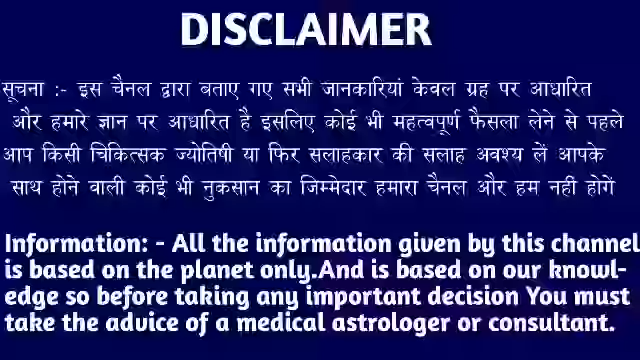 DISCLAIMER
सूचना :- इस चैनल द्वारा बताए गए सभी जानकारियां केवल ग्रह पर आधारित
और हमारे ज्ञान पर आधारित है इसलिए कोई भी महत्वपूर्ण फैसला लेने से पहले
आप किसी चिकित्सक ज्योतिषी या फिर सलाहकार की सलाह अवश्य लें आपके
साथ होने वाली कोई भी नुकसान का जिम्मेदार हमारा चैनल और हम नही होगें
Information: - All the information given by this channel
is based on the planet only.And is based on our knowl-
edge so before taking any important decision You must
take the advice of a medical astrologer or consultant.